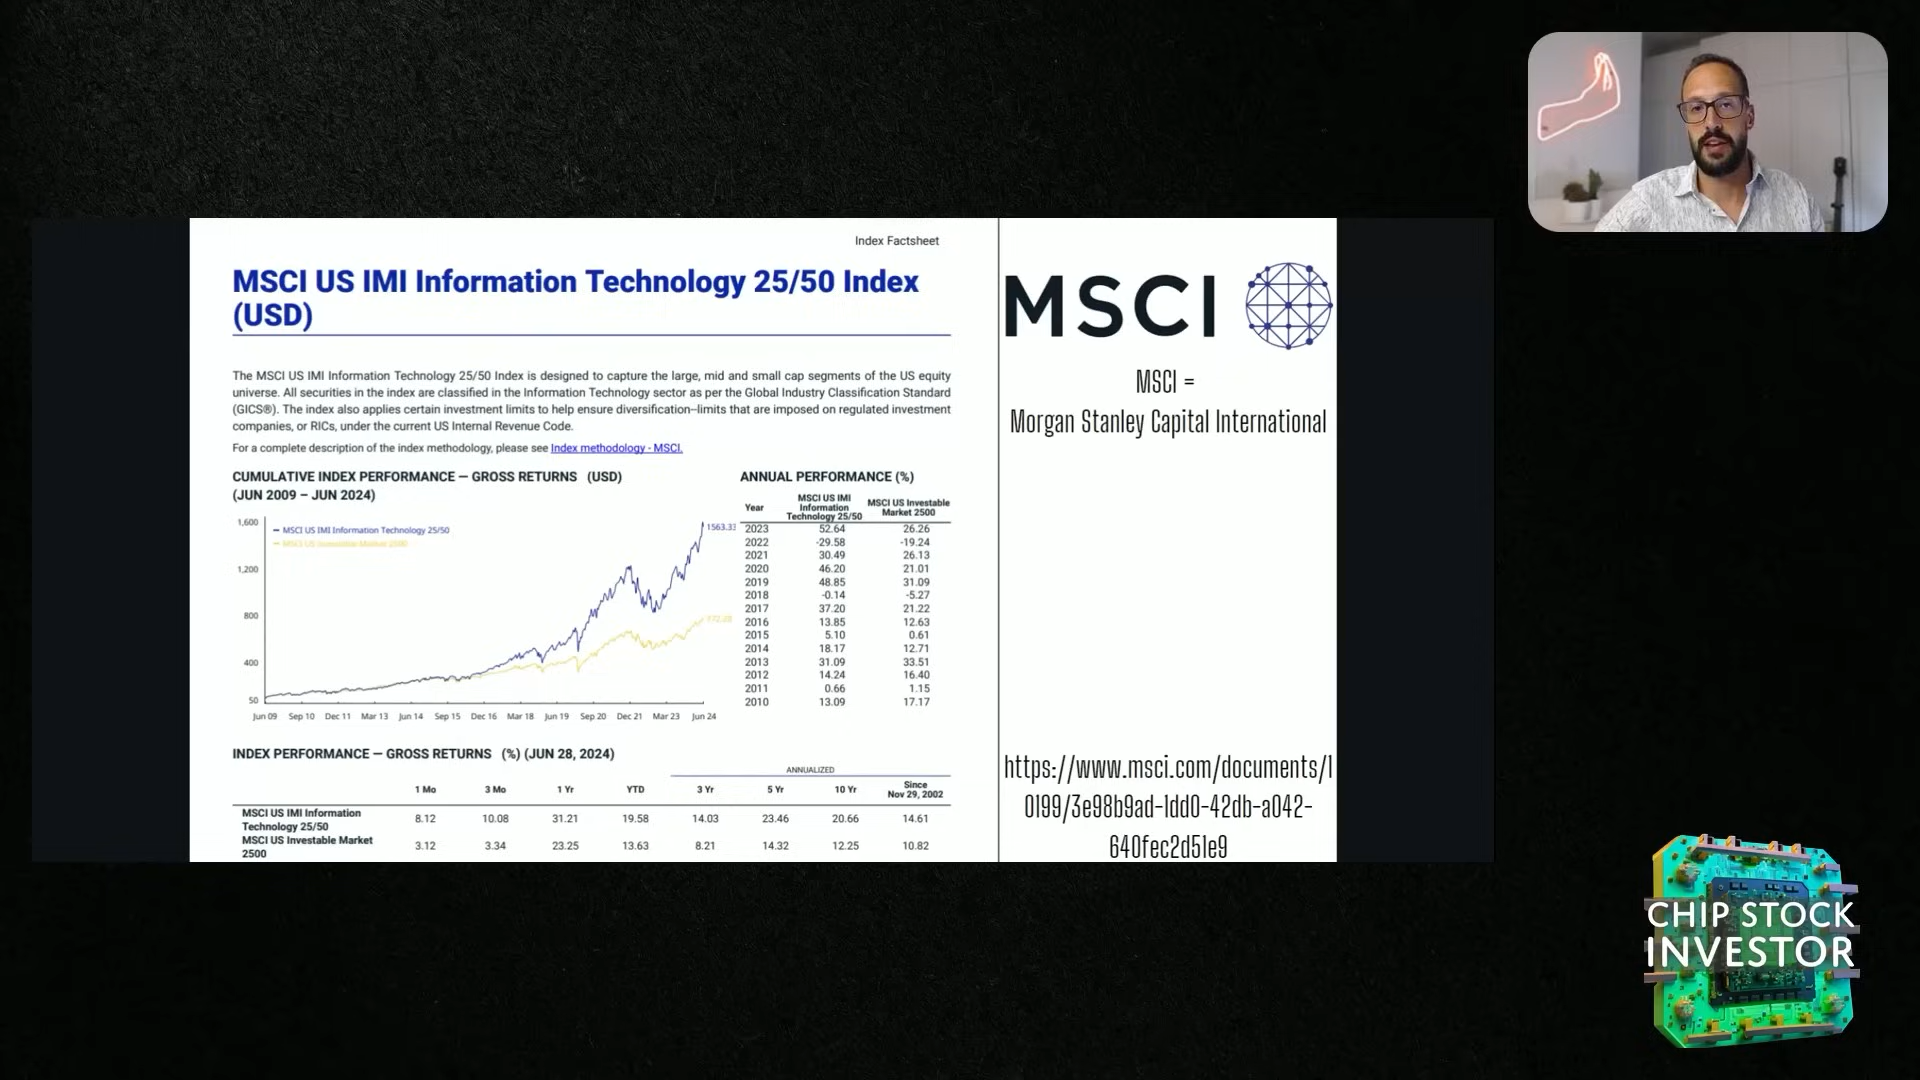 Index Factsheet
MSCI US IMI Information Technology 25/50 Index
(USD)
The MSCI US IMI Information Technology 25/50 Index is designed to capture the large, mid and small cap segments of the US equity
universe. All securities in the index are classified in the Information Technology sector as per the Global Industry Classification Standard
(GICS®). The index also applies certain investment limits to help ensure diversification--limits that are imposed on regulated investment
companies, or RICs, under the current US Internal Revenue Code.
For a complete description of the index methodology, please see Index methodology - MSCI.
CUMULATIVE INDEX PERFORMANCE — GROSS RETURNS (USD)
(JUN 2009 – JUN 2024)
MSCI US IMI Information Technology 25/50
MSCI US Investable Market 2500
1,600
1,200
800
400
50
1563.33
772.28
Jun 09 Sep 10 Dec 11 Mar 13 Jun 14 Sep 15 Dec 16 Mar 18 Jun 19 Sep 20 Dec 21 Mar 23 Jun 24
ANNUAL PERFORMANCE (%)
Year MSCI US IMI Information Technology 25/50 MSCI US Investable Market 2500
2023 52.64 26.26
2022 -29.58 -19.24
2021 30.49 26.13
2020 46.20 21.01
2019 48.85 31.09
2018 -0.14 -5.27
2017 37.20 21.22
2016 13.85 12.63
2015 5.10 0.61
2014 18.17 12.71
2013 31.09 33.51
2012 14.24 16.40
2011 0.66 1.15
2010 13.09 17.17
INDEX PERFORMANCE — GROSS RETURNS (%) (JUN 28, 2024)
ANNUALIZED
1 Mo 3 Mo 1 Yr YTD 3 Yr 5 Yr 10 Yr Since Nov 29, 2002
MSCI US IMI Information
Technology 25/50 8.12 10.08 31.21 19.58 14.03 23.46 20.66 14.61
MSCI US Investable Market
2500 3.12 3.34 23.25 13.63 8.21 14.32 12.25 10.82
MSCI
MSCI =
Morgan Stanley Capital International
https://www.msci.com/documents/1
0199/3e98b9ad-1dd0-42db-a042-
640fec2d51e9
CHIP STOCK
INVESTOR